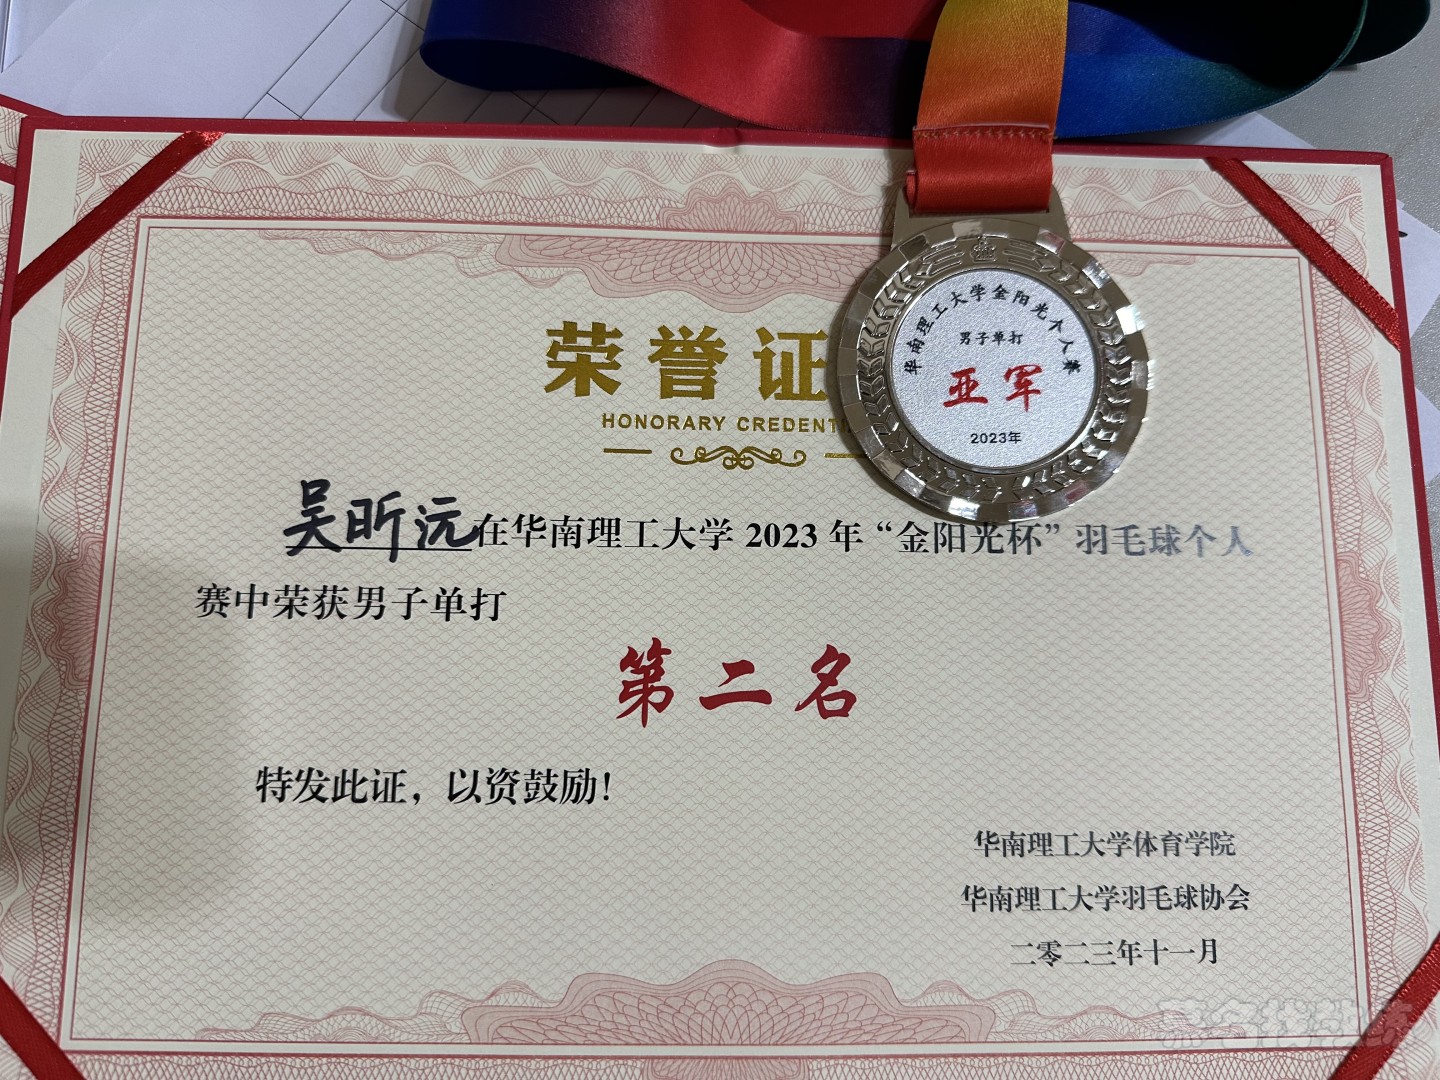 华南理工大学金阳光个人赛
男子单打
亚军
2023年
荣誉证
HONORARY CREDENTI
吴昕沅在华南理工大学 2023 年“金阳光杯”羽毛球个人
赛中荣获男子单打
第二名
特发此证，以资鼓励！
华南理工大学体育学院
华南理工大学羽毛球协会
二零二三年十一月